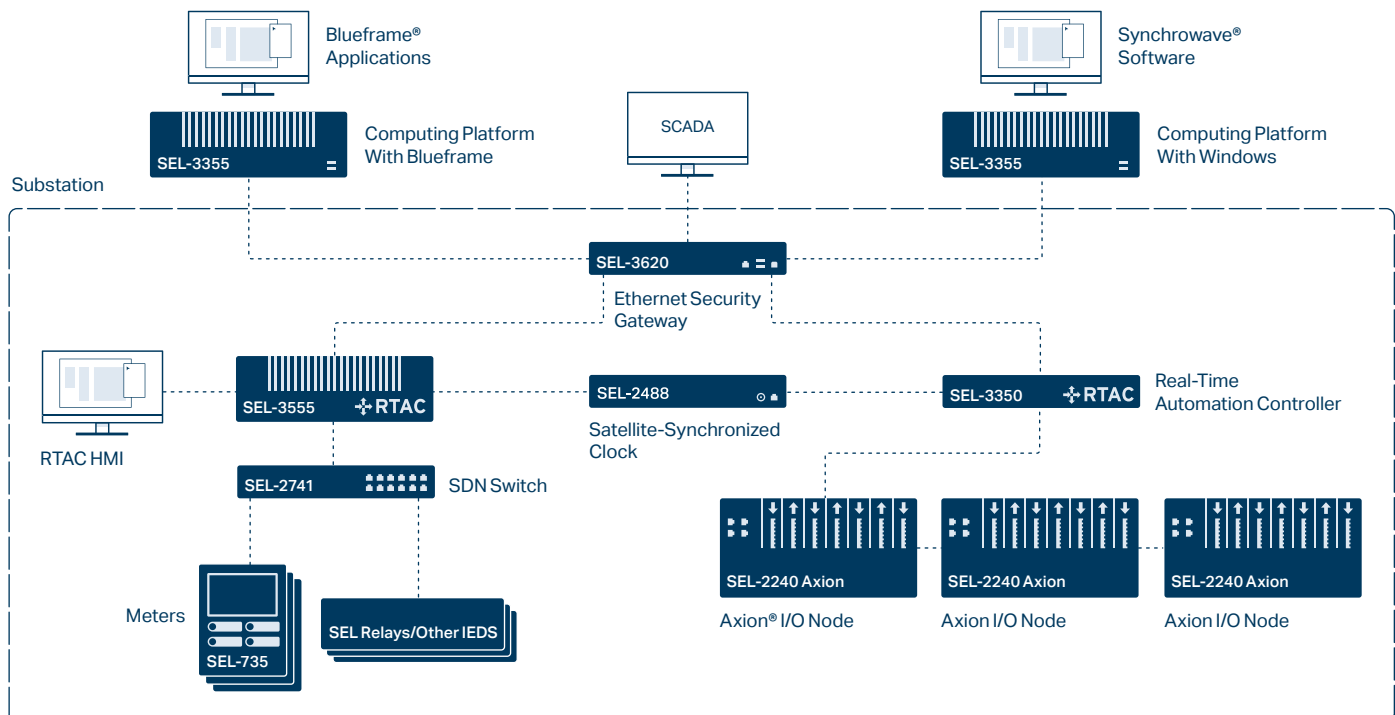 Blueframe®
Applications
Synchrowave®
Software
SCADA
SEL-3355
Computing Platform
With Blueframe
SEL-3355
Computing Platform
With Windows
Substation
SEL-3620
Ethernet Security
Gateway
RTAC HMI
SEL-3555
RTAC
SEL-2488
Satellite-Synchronized
Clock
SEL-3350
RTAC
Real-Time
Automation Controller
SEL-2741
SDN Switch
Meters
SEL-735
SEL Relays/Other IEDS
SEL-2240 Axion
Axion® I/O Node
SEL-2240 Axion
Axion I/O Node
SEL-2240 Axion
Axion I/O Node